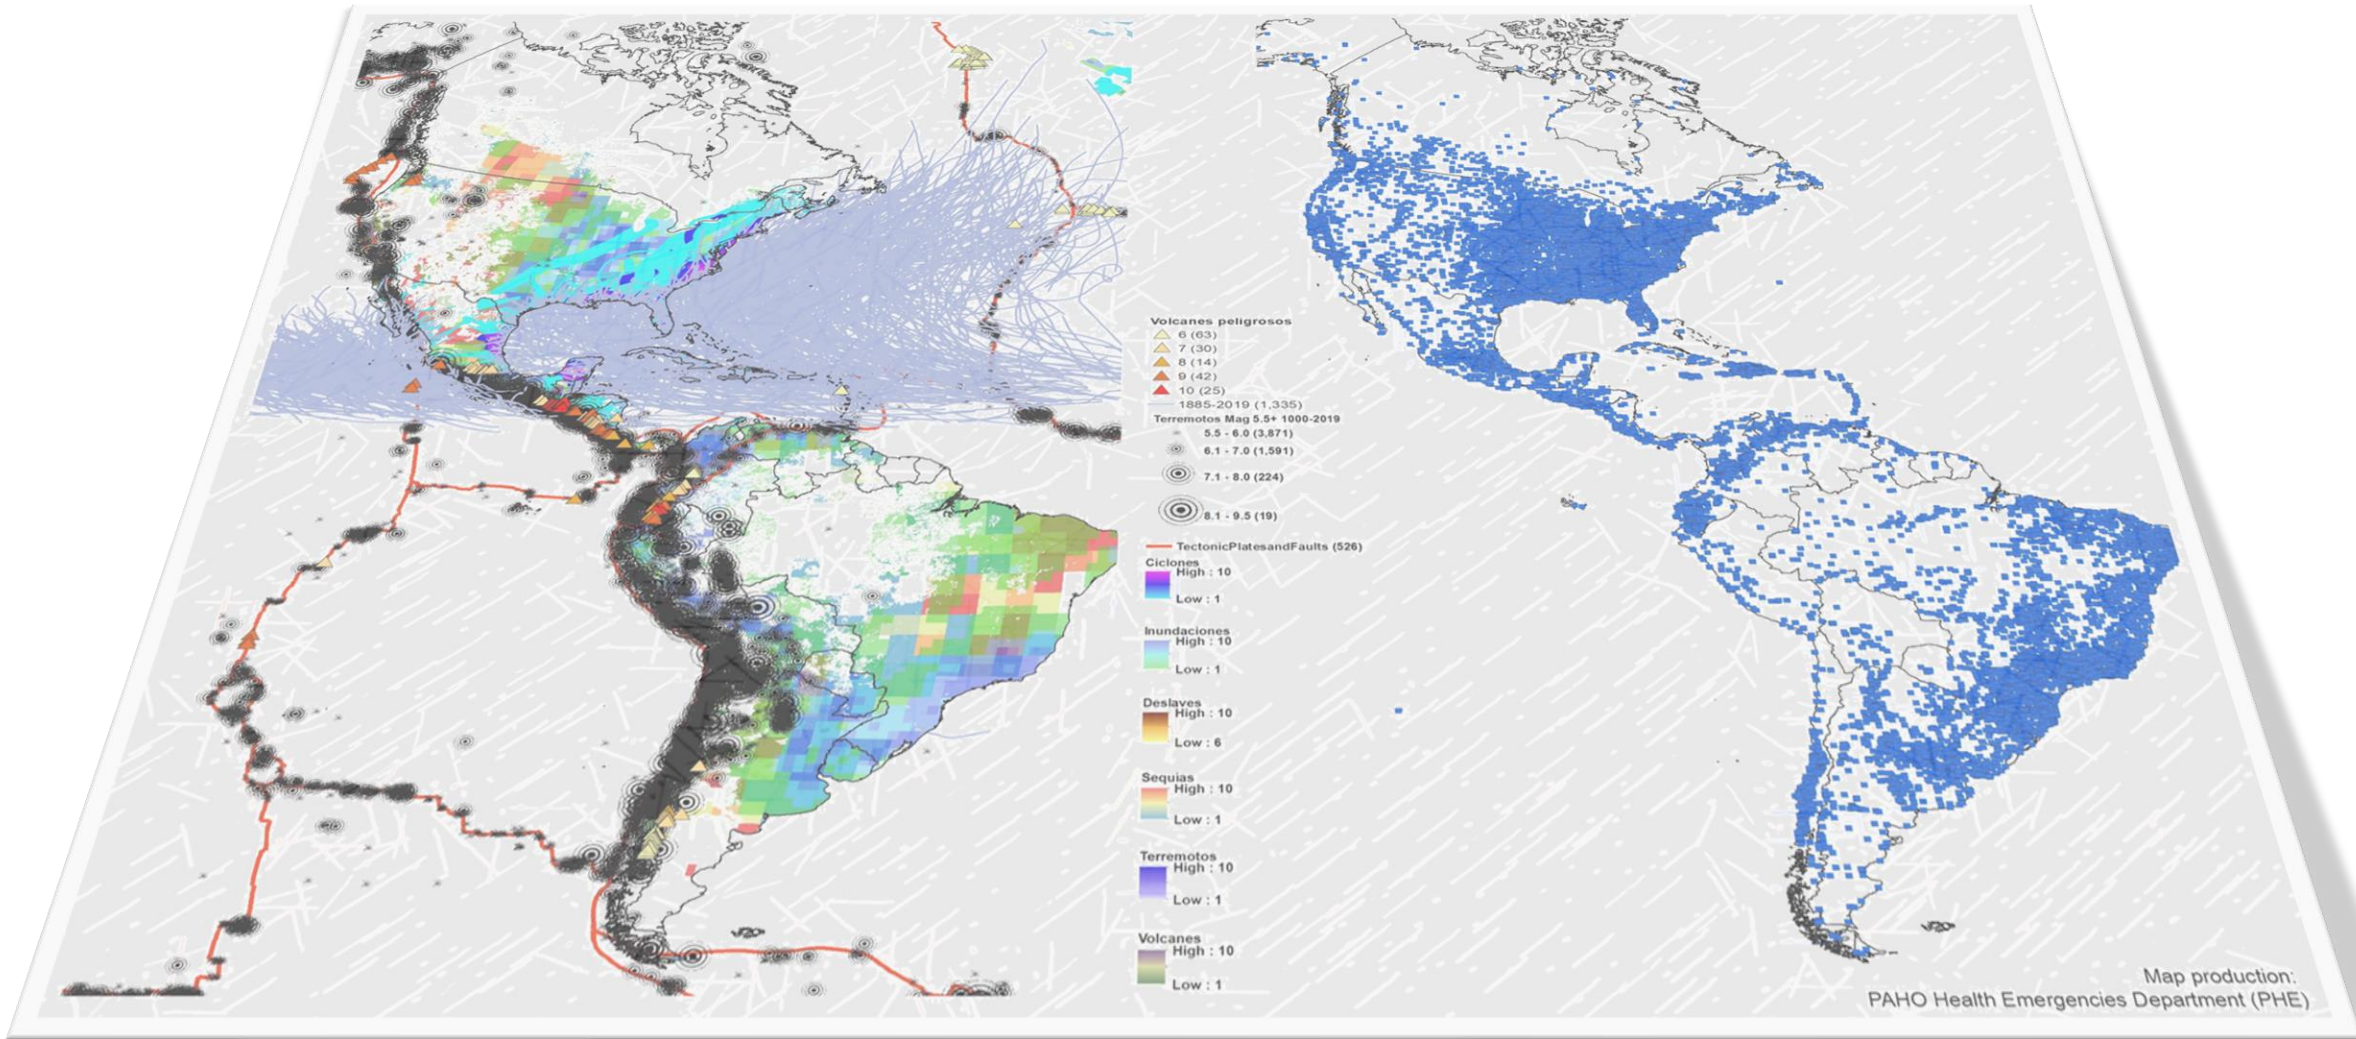 Volcanes peligrosos
6 (63)
7 (30)
8 (14)
9 (42)
10 (25)
1885-2019 (1,335)
Terremotos Mag 5.5+ 1000-2019
5.5 - 6.0 (3,871)
6.1 - 7.0 (1,591)
7.1 - 8.0 (224)
8.1 - 9.5 (19)
TectonicPlatesandFaults (526)
Ciclones
High : 10
Low : 1
Inundaciones
High : 10
Low : 1
Deslaves
High : 10
Low : 6
Sequias
High : 10
Low : 1
Terremotos
High : 10
Low : 1
Volcanes
High : 10
Low : 1
Map production:
PAHO Health Emergencies Department (PHE)